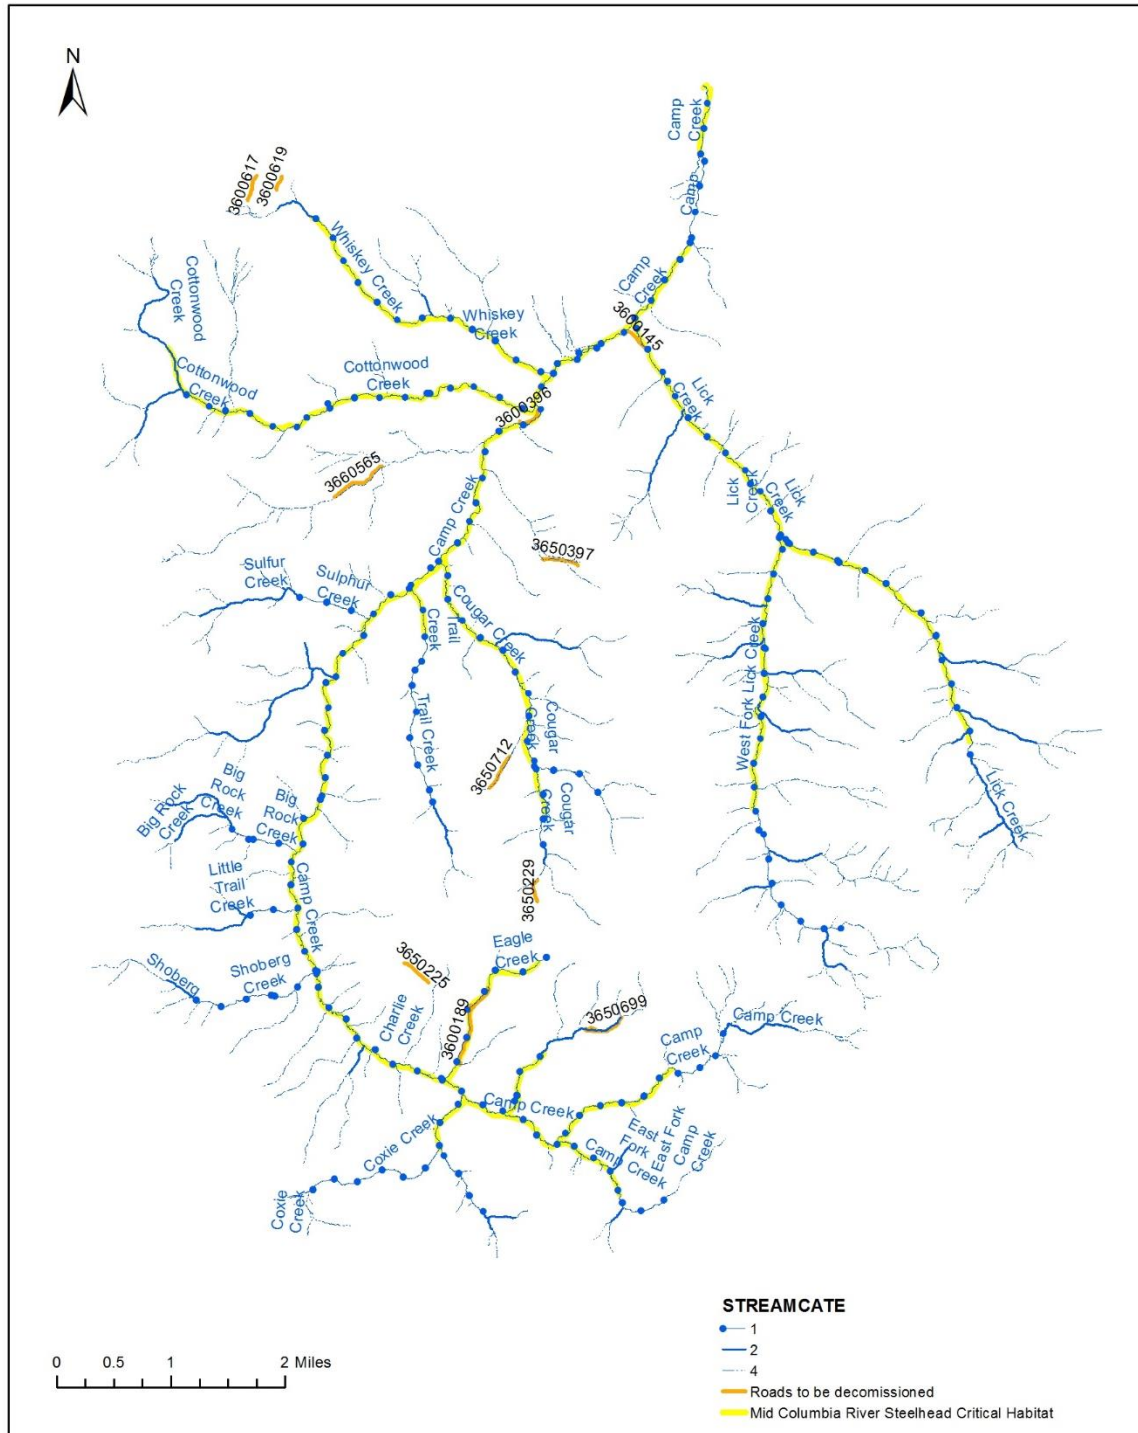 N
Camp
Creek
Camp
3600617
3600619
Whiskey Creek
Camp
Creek
Cottonwood
Creek
Whiskey
Creek
3600145
Cottonwood
Creek
Cottonwood
Creek
Lick
Creek
3600396
3660565
Lick
Creek
Lick
Creek
Camp Creek
3650397
Sulfur
Creek
Sulphur
Creek
Cougar Creek
Trail
Creek
West Fork Lick Creek
Trail Creek
Cougar
Creek
3650712
Big
Rock
Creek
Big Rock
Creek
Big
Rock
Creek
Cougar
Creek
Lick Creek
Little
Trail
Creek
Camp Creek
3650229
Eagle
Creek
Shoberg
Shoberg
Creek
3650225
Charlie
Creek
3600189
3650699
Camp Creek
Camp
Creek
Camp Creek
Coxie Creek
East
Fork
Camp
Creek
East Fork
Camp
Creek
Coxie
Creek
STREAMCATE
1
2
4
Roads to be decomissioned
Mid Columbia River Steelhead Critical Habitat
0 0.5 1 2 Miles